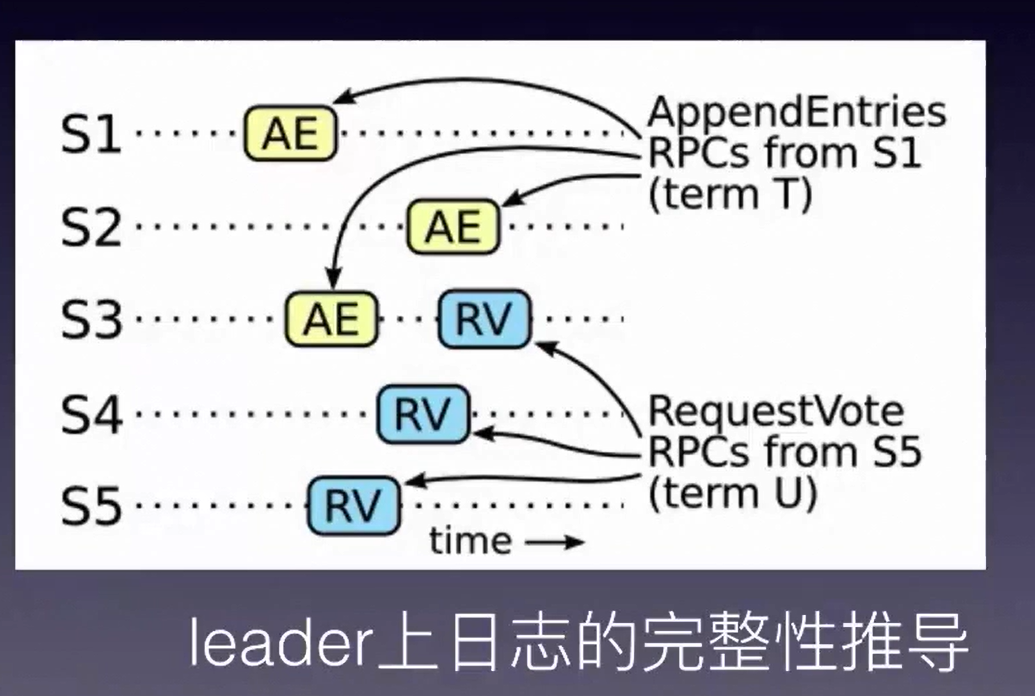 S1
AE
AppendEntries
RPCs from S1
(term T)
S2
AE
S3
AE
RV
S4
RV
RequestVote
RPCs from S5
(term U)
S5
RV
time
leader上日志的完整性推导